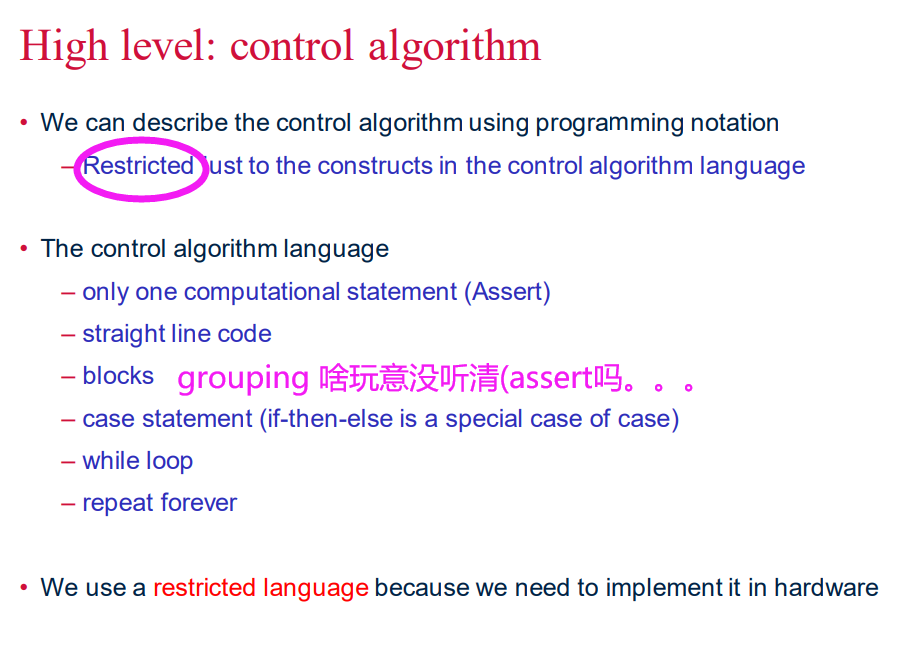 High level: control algorithm
• We can describe the control algorithm using programming notation
– Restricted just to the constructs in the control algorithm language
• The control algorithm language
– only one computational statement (Assert)
– straight line code
– blocks grouping 啥玩意没听清(assert吗。。。
– case statement (if-then-else is a special case of case)
– while loop
– repeat forever
• We use a restricted language because we need to implement it in hardware